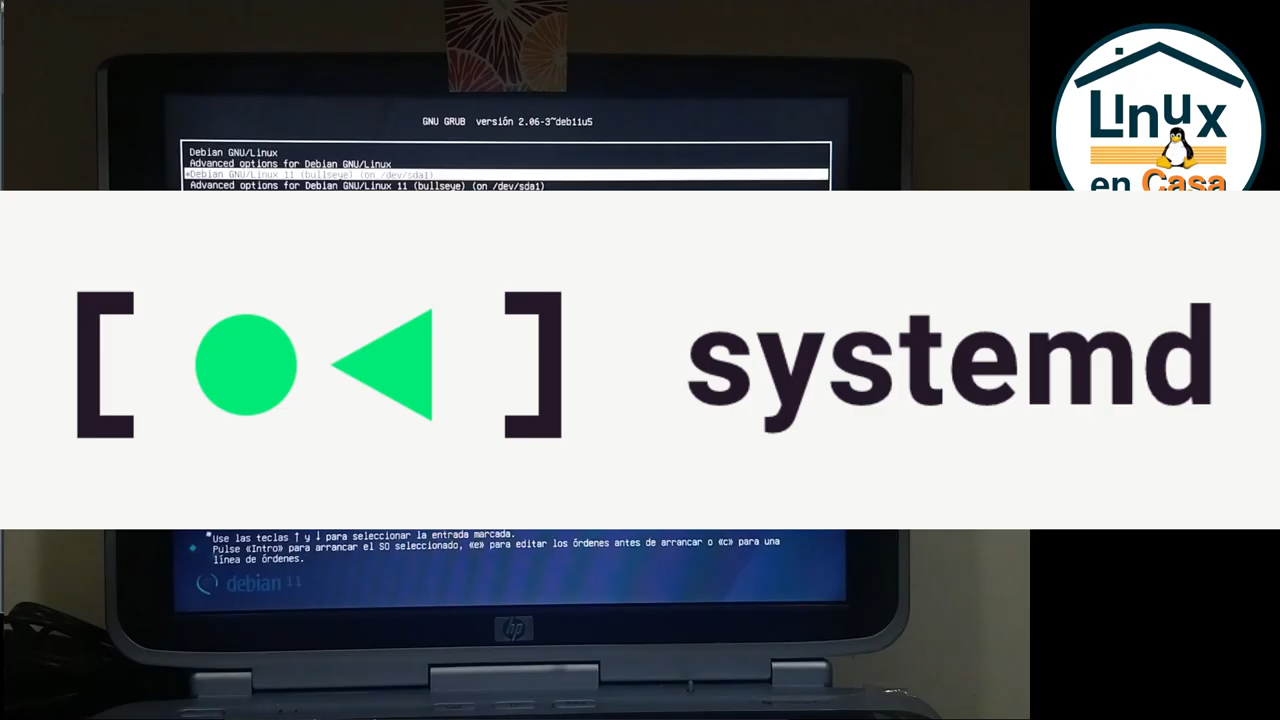 GNU GRUB versión 2.06-3~deb11u5
Debian GNU/Linux
Advanced options for Debian GNU/Linux
*Debian GNU/Linux 11 (bullseye) (on /dev/sda1)
Advanced options for Debian GNU/Linux 11 (bullseye) (on /dev/sda1)
Linux
en Casa
systemd
Use las teclas ↑ y ↓ para seleccionar la entrada marcada.
Pulse «Intro» para arrancar el SO seleccionado, «e» para editar los órdenes antes de arrancar o «c» para una
línea de órdenes.
debian 11
hp